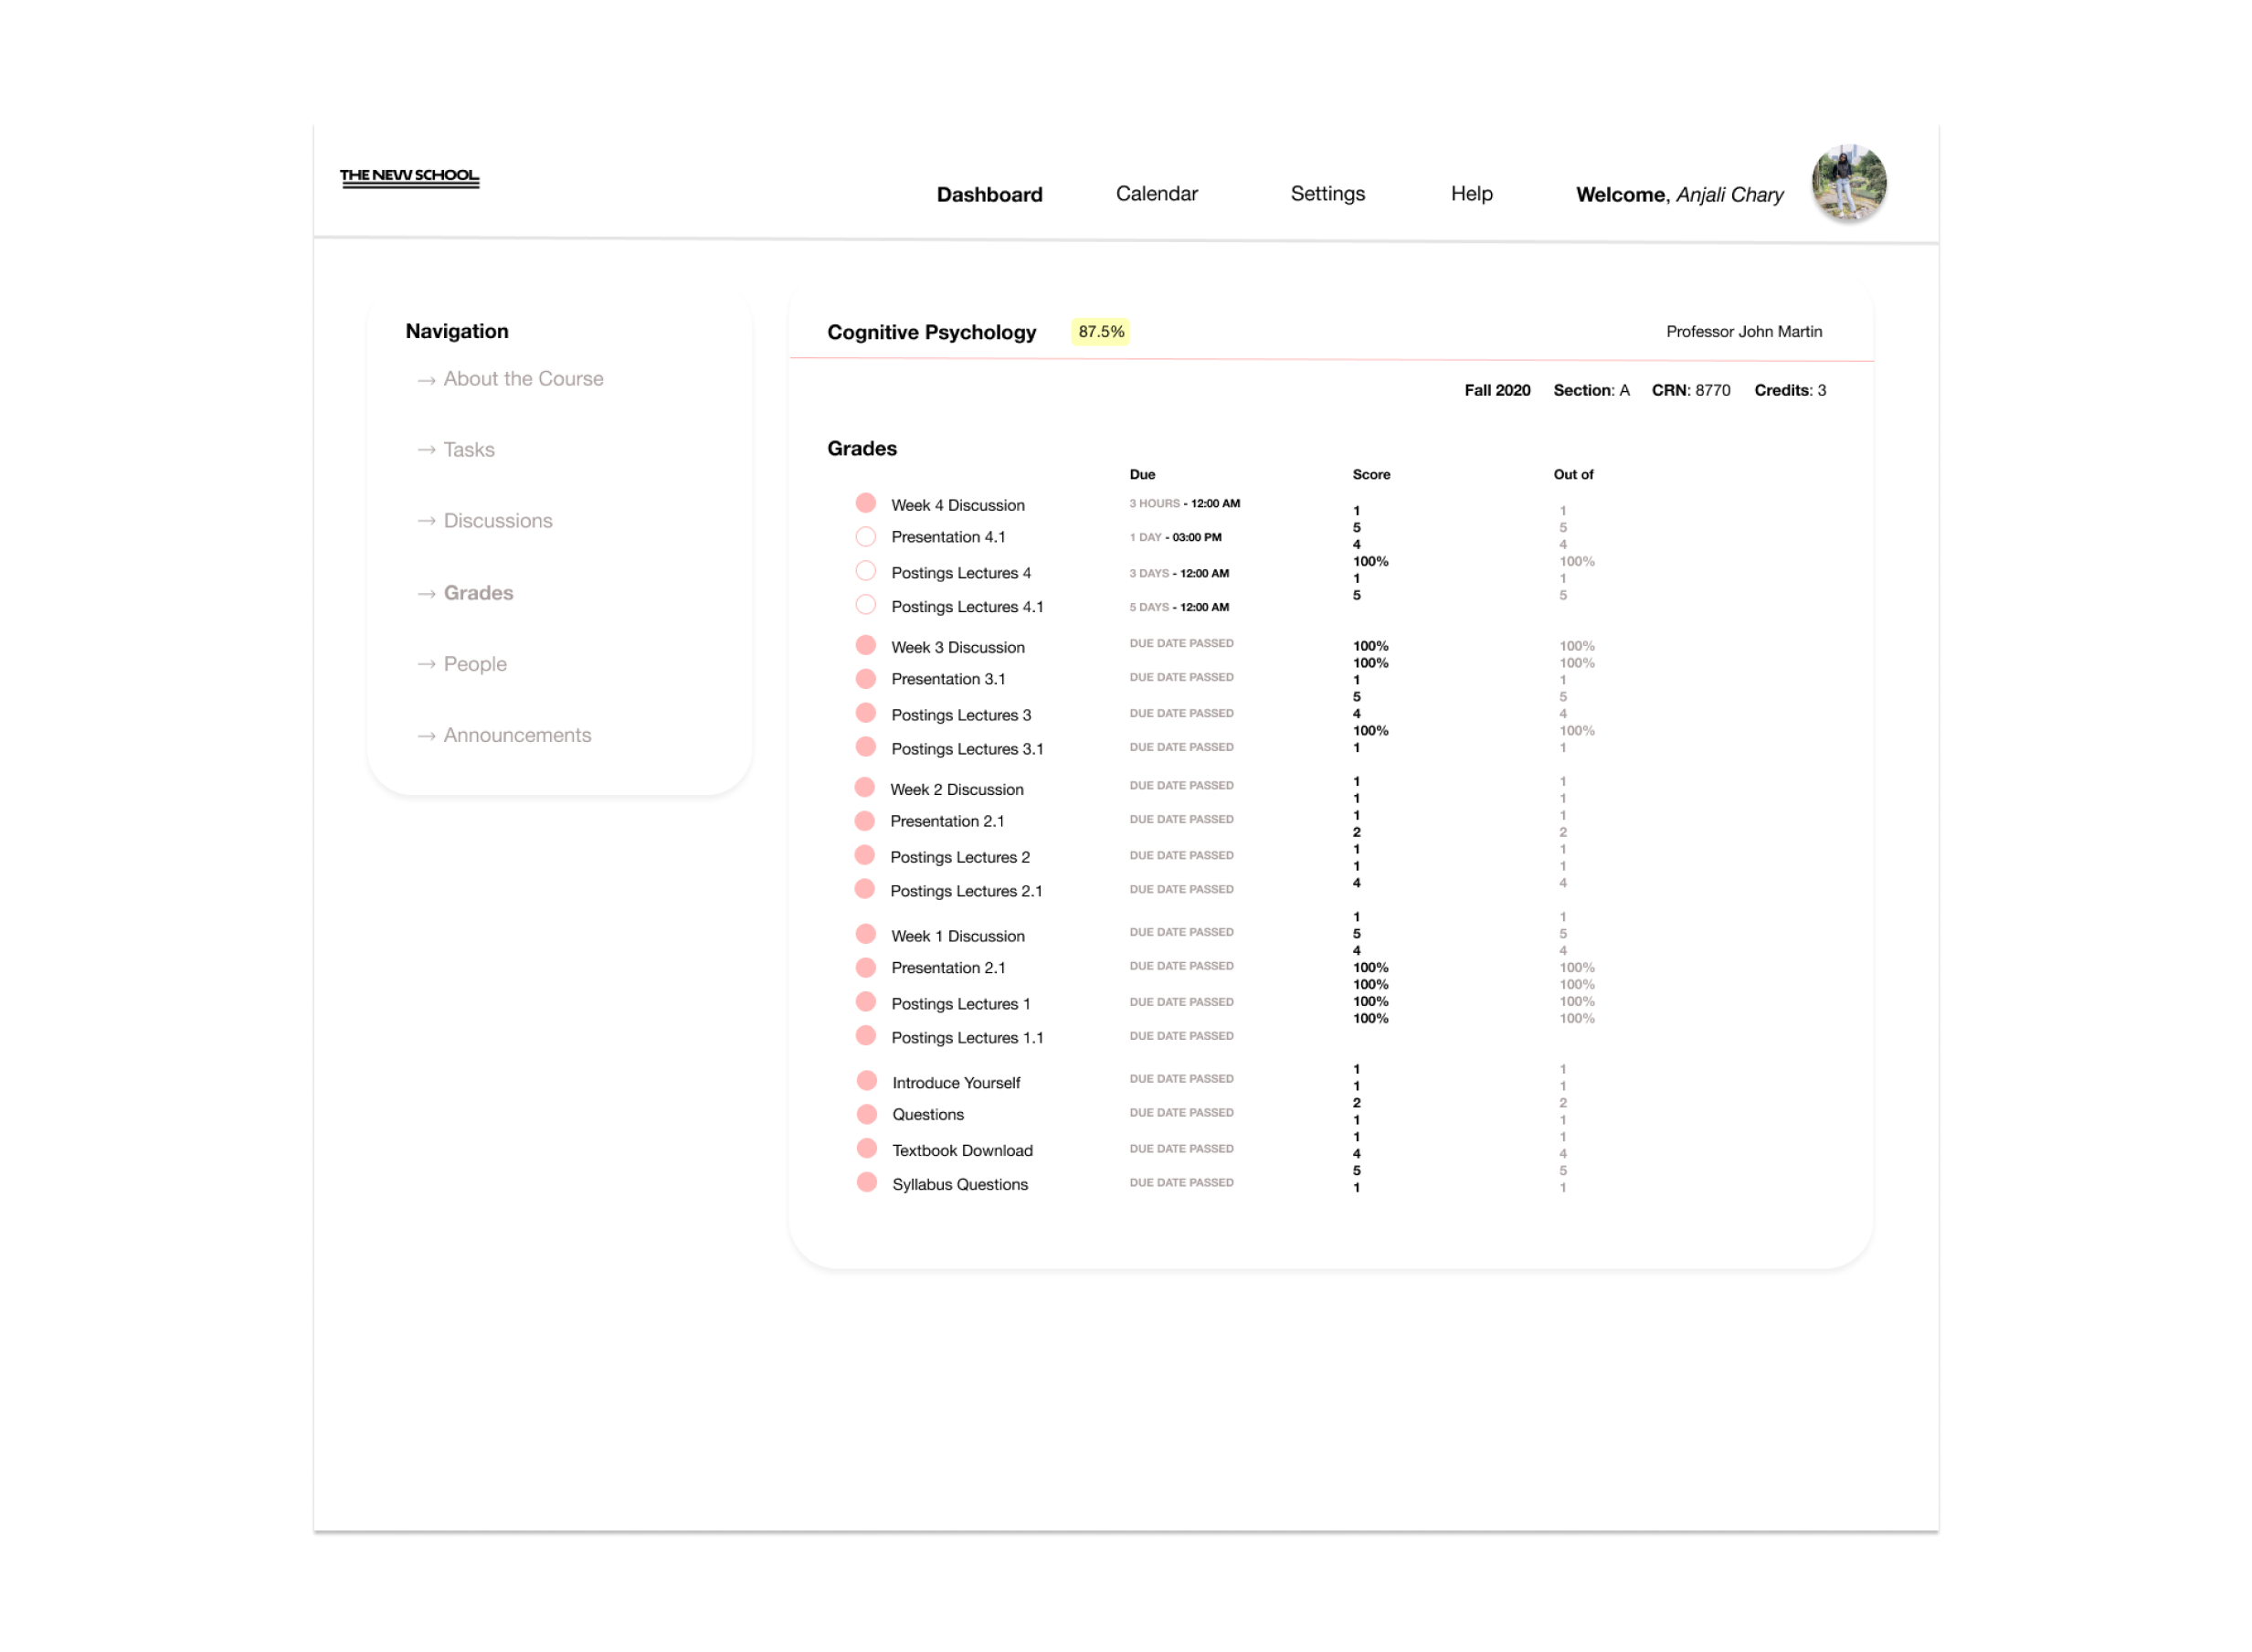 THE NEW SCHOOL
Dashboard Calendar Settings Help Welcome, Anjali Chary
Navigation
→ About the Course
→ Tasks
→ Discussions
→ Grades
→ People
→ Announcements
Cognitive Psychology 87.5% Professor John Martin
Fall 2020 Section: A CRN: 8770 Credits: 3
Grades
Due Score Out of
Week 4 Discussion 3 HOURS - 12:00 AM
Presentation 4.1 1 DAY - 03:00 PM
Postings Lectures 4 3 DAYS - 12:00 AM
Postings Lectures 4.1 5 DAYS - 12:00 AM
1 1
5 5
4 4
100% 100%
1 1
5 5
Week 3 Discussion DUE DATE PASSED
Presentation 3.1 DUE DATE PASSED
Postings Lectures 3 DUE DATE PASSED
Postings Lectures 3.1 DUE DATE PASSED
100% 100%
100% 100%
1 1
5 5
4 4
100% 100%
1 1
Week 2 Discussion DUE DATE PASSED
Presentation 2.1 DUE DATE PASSED
Postings Lectures 2 DUE DATE PASSED
Postings Lectures 2.1 DUE DATE PASSED
1 1
1 1
1 1
2 2
1 1
1 1
4 4
Week 1 Discussion DUE DATE PASSED
Presentation 2.1 DUE DATE PASSED
Postings Lectures 1 DUE DATE PASSED
Postings Lectures 1.1 DUE DATE PASSED
1 1
5 5
4 4
100% 100%
100% 100%
100% 100%
100% 100%
Introduce Yourself DUE DATE PASSED
Questions DUE DATE PASSED
Textbook Download DUE DATE PASSED
Syllabus Questions DUE DATE PASSED
1 1
1 1
2 2
1 1
1 1
4 4
5 5
1 1